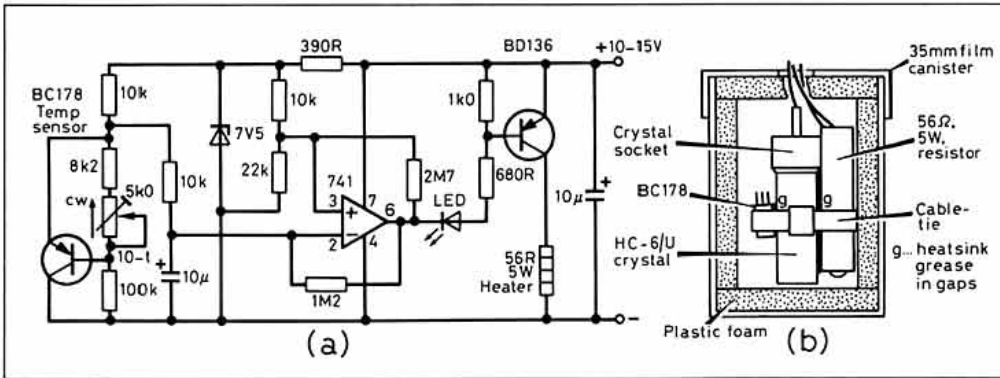 390R
BD136
+10-15V
BC178
Temp
sensor
10k
7V5
10k
1k0
8k2
10k
22k
2M7
680R
10µ
cw
5k0
741
3
+
7
6
LED
−
2
4
10-t
+
10µ
100k
1M2
56R
5W
Heater
+
−
(a)
35mm film
canister
Crystal
socket
56Ω,
5W,
resistor
BC178
g
g
Cable-
tie
HC-6/U
crystal
g... heatsink
grease
in gaps
Plastic foam
(b)